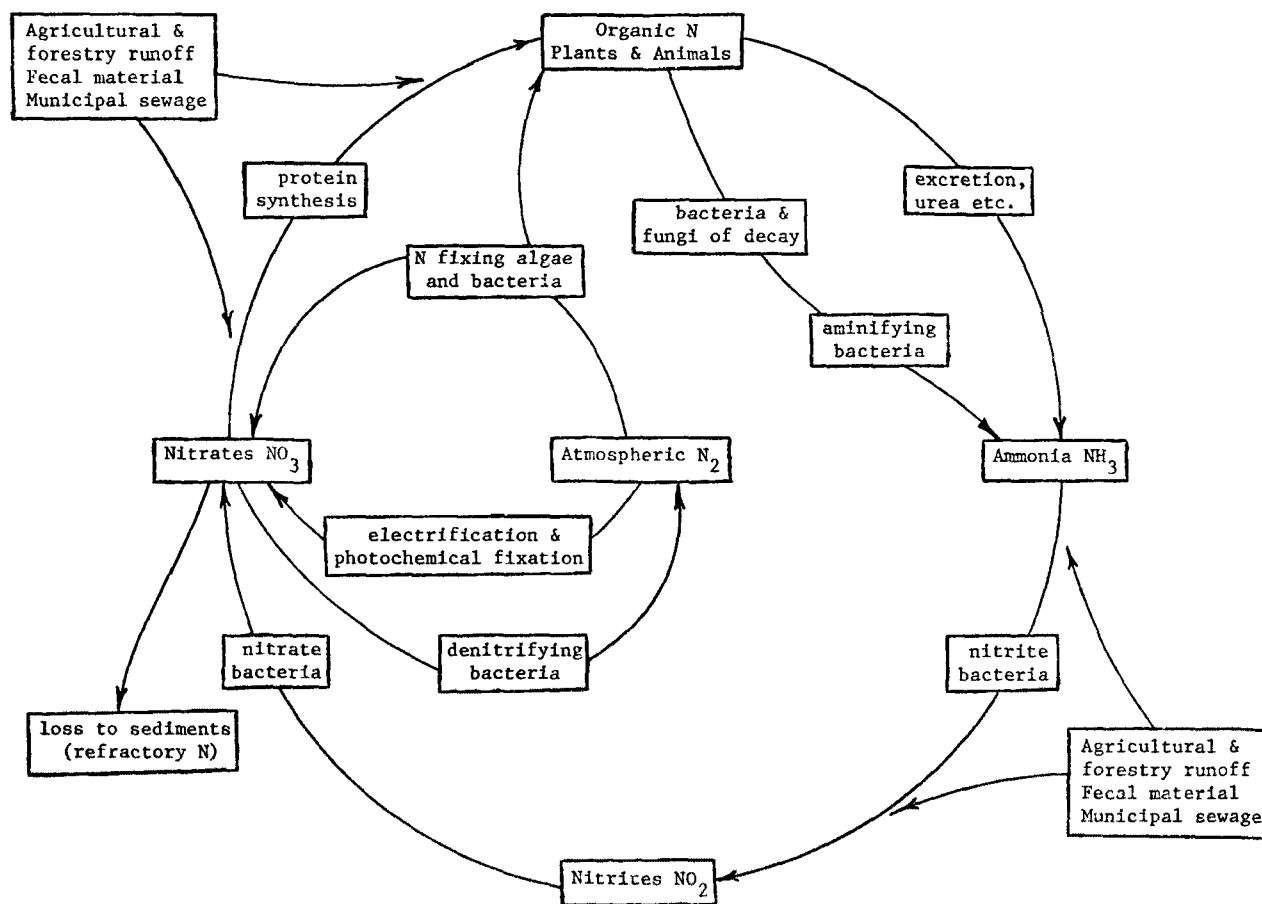 Agricultural &
forestry runoff
Fecal material
Municipal sewage
Organic N
Plants & Animals
protein
synthesis
excretion,
urea etc.
bacteria &
fungi of decay
N fixing algae
and bacteria
aminifying
bacteria
Nitrates NO3
Atmospheric N2
Ammonia NH3
electrification &
photochemical fixation
nitrate
bacteria
denitrifying
bacteria
nitrite
bacteria
loss to sediments
(refractory N)
Agricultural &
forestry runoff
Fecal material
Municipal sewage
Nitrites NO2